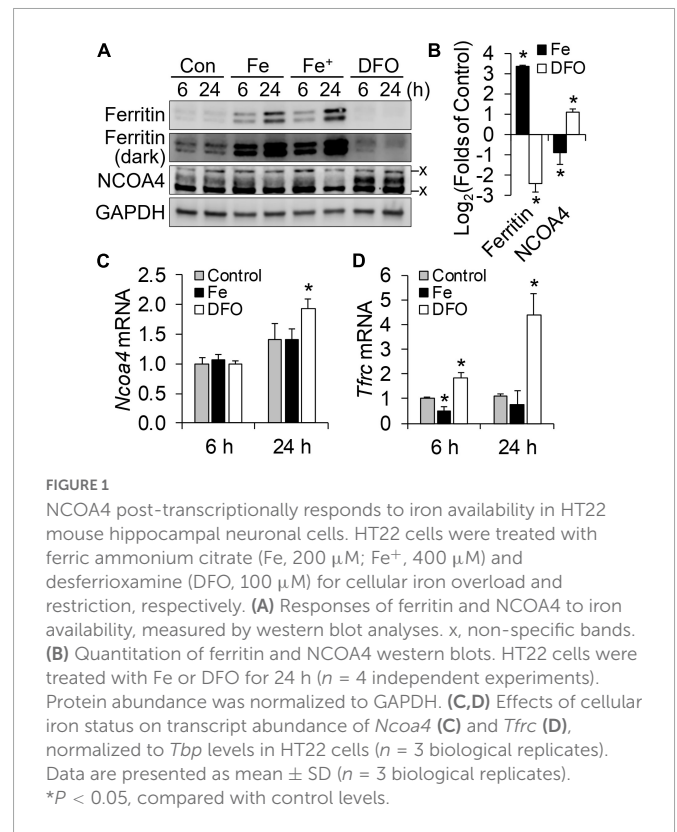 A
Con Fe Fe⁺ DFO
6 24 6 24 6 24 6 24 (h)
Ferritin
Ferritin
(dark)
NCOA4
x
x
GAPDH
B
Fe
DFO
Log₂(Folds of Control)
4
3
2
1
0
-1
-2
-3
*
*
*
*
Ferritin
NCOA4
C
Control
Fe
DFO
Ncoa4 mRNA
2.5
2.0
1.5
1.0
0.5
0.0
*
6 h 24 h
D
Control
Fe
DFO
Tfrc mRNA
6
5
4
3
2
1
0
*
*
*
6 h 24 h
FIGURE 1
NCOA4 post-transcriptionally responds to iron availability in HT22
mouse hippocampal neuronal cells. HT22 cells were treated with
ferric ammonium citrate (Fe, 200 μM; Fe⁺, 400 μM) and
desferrioxamine (DFO, 100 μM) for cellular iron overload and
restriction, respectively. (A) Responses of ferritin and NCOA4 to iron
availability, measured by western blot analyses. x, non-specific bands.
(B) Quantitation of ferritin and NCOA4 western blots. HT22 cells were
treated with Fe or DFO for 24 h (n = 4 independent experiments).
Protein abundance was normalized to GAPDH. (C,D) Effects of cellular
iron status on transcript abundance of Ncoa4 (C) and Tfrc (D),
normalized to Tbp levels in HT22 cells (n = 3 biological replicates).
Data are presented as mean ± SD (n = 3 biological replicates).
*P < 0.05, compared with control levels.